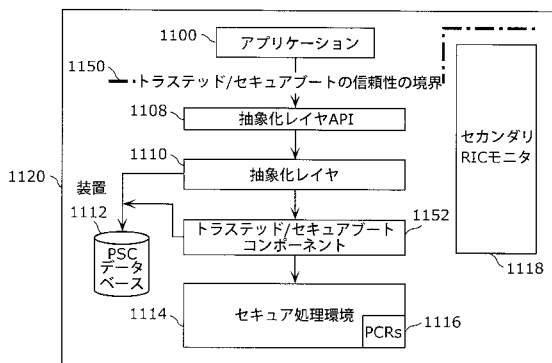 1100
アプリケーション
1150
トラステッド/セキュアブートの信頼性の境界
1108
抽象化レイヤAPI
1110
抽象化レイヤ
1120
装置
1112
PSC
データ
ベース
トラステッド/セキュアブート
コンポーネント
1152
セキュア処理環境
1114
PCRs
1116
セカンダリ
RICモニタ
1118